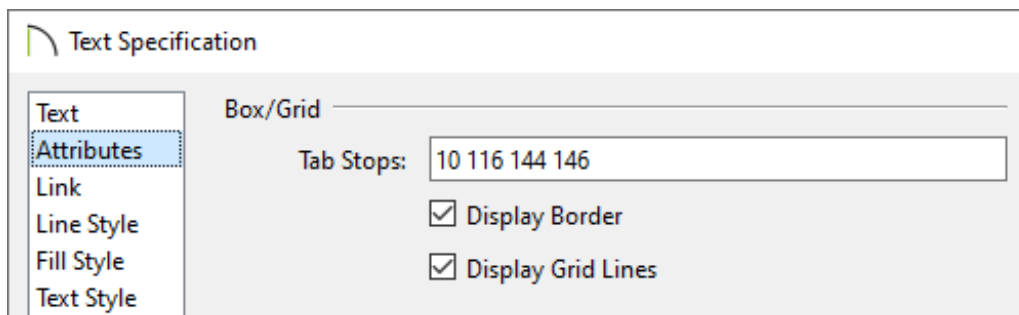 Text Specification
Text
Attributes
Link
Line Style
Fill Style
Text Style
Box/Grid
Tab Stops: 10 116 144 146
Display Border
Display Grid Lines